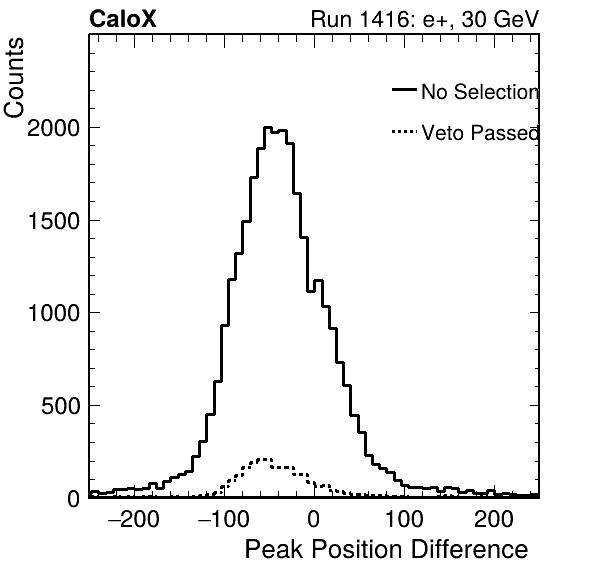 CaloX Run 1416: e+, 30 GeV
Counts
No Selection
Veto Passed
2000
1500
1000
500
0
−200 −100 0 100 200
Peak Position Difference